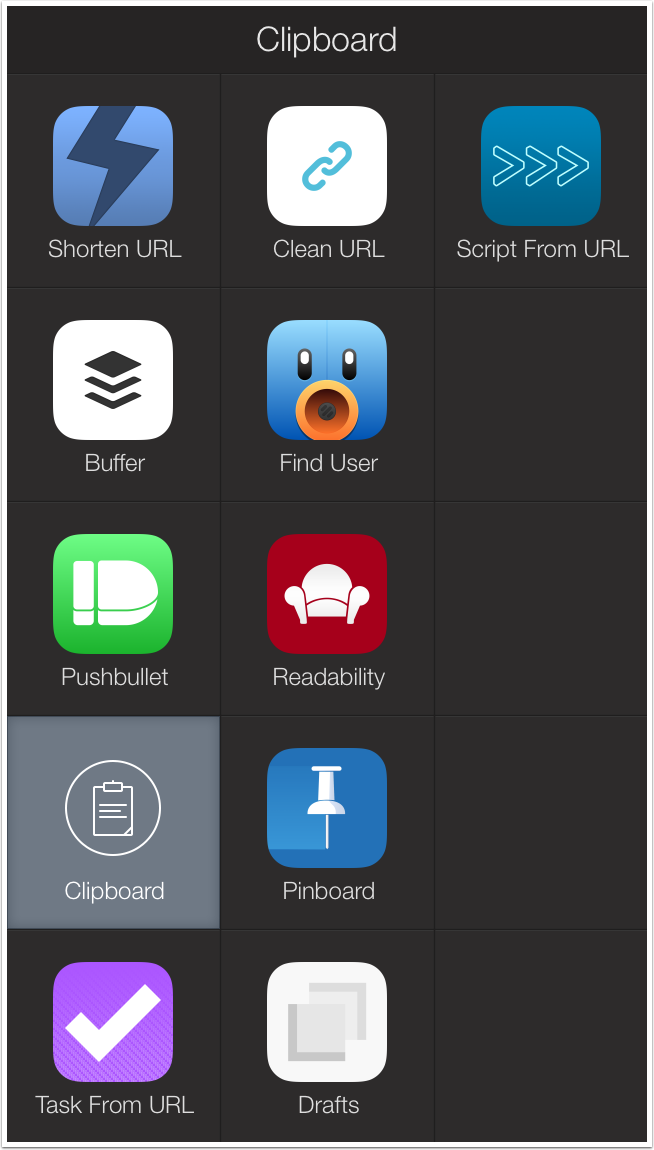 Clipboard
Shorten URL
Clean URL
Script From URL
Buffer
Find User
Pushbullet
Readability
Clipboard
Pinboard
Task From URL
Drafts